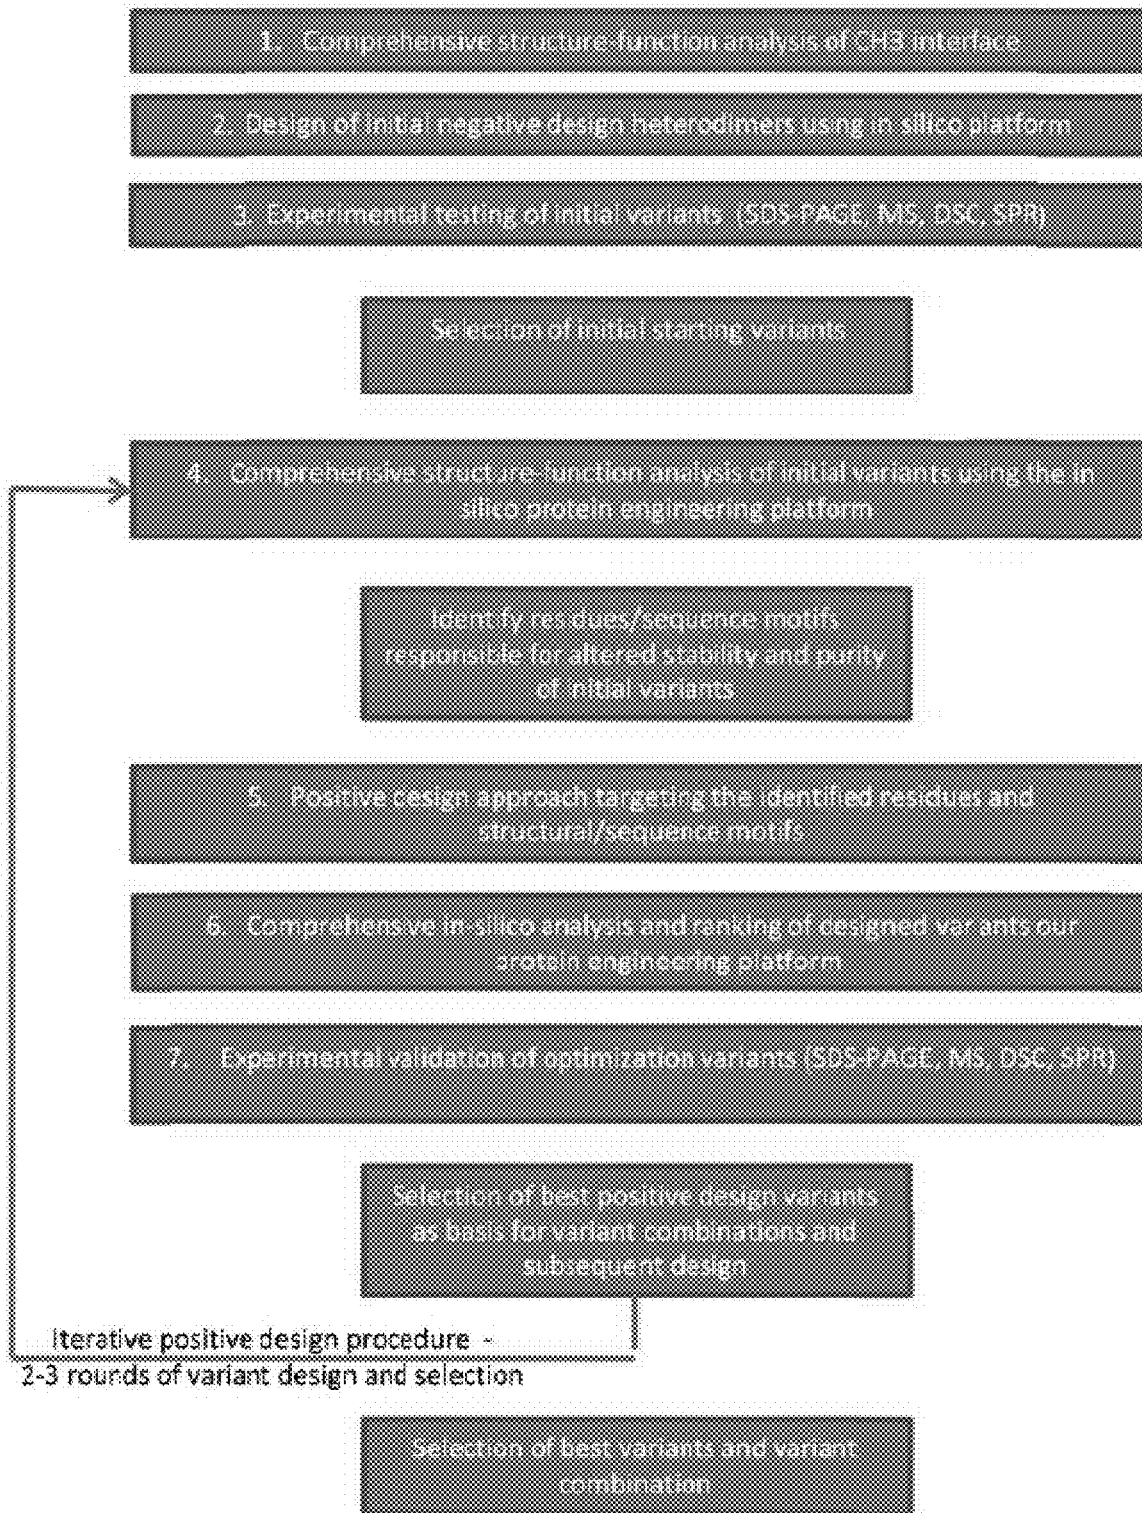 1. Comprehensive structure-function analysis of CH3 interface
2. Design of initial negative design heterodimers using in silico platform
3. Experimental testing of initial variants (SDS-PAGE, MS, DSC, SPR)
Selection of initial starting variants
4. Comprehensive structure-function analysis of initial variants using the in
silico protein engineering platform
Identify residues/sequence motifs
responsible for altered stability and purity
of initial variants
5. Positive design approach targeting the identified residues and
structural/sequence motifs
6. Comprehensive in-silico analysis and ranking of designed variants our
protein engineering platform
7. Experimental validation of optimization variants (SDS-PAGE, MS, DSC, SPR)
Selection of best positive design variants
as basis for variant combinations and
subsequent design
Iterative positive design procedure -
2-3 rounds of variant design and selection
Selection of best variants and variant
combination